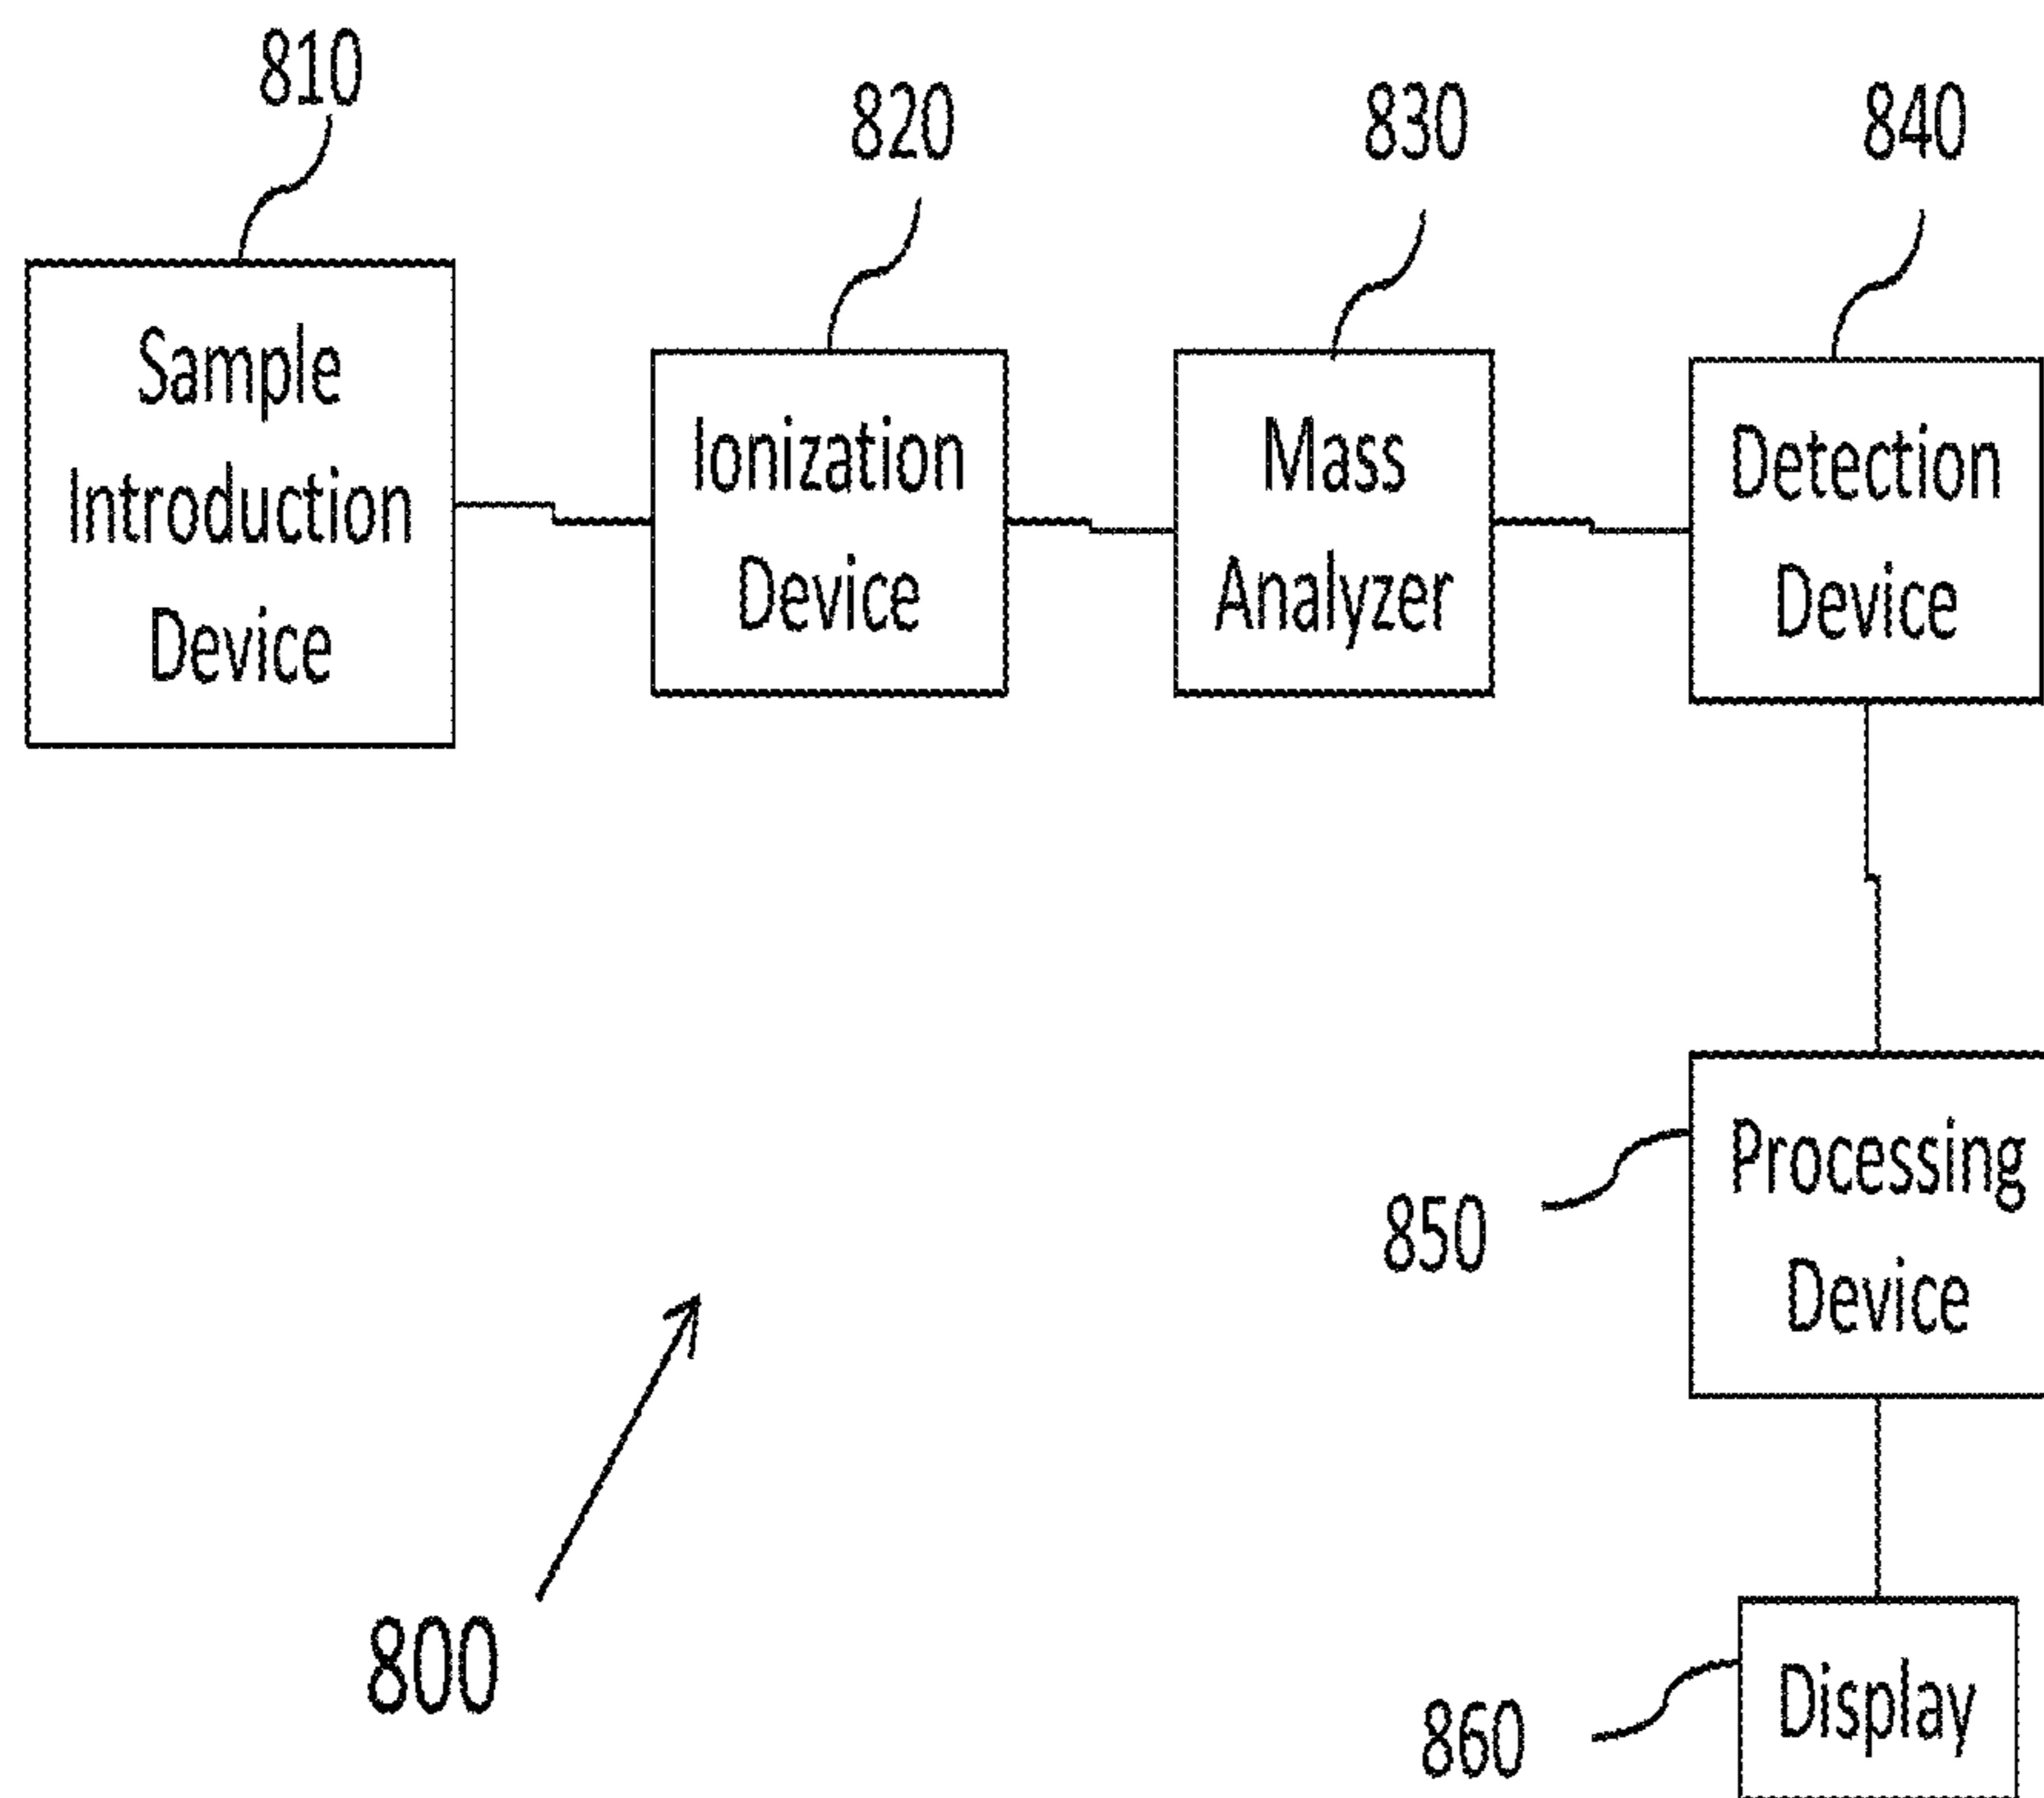 810
820
830
840
Sample
Introduction
Device
Ionization
Device
Mass
Analyzer
Detection
Device
850
Processing
Device
800
860
Display